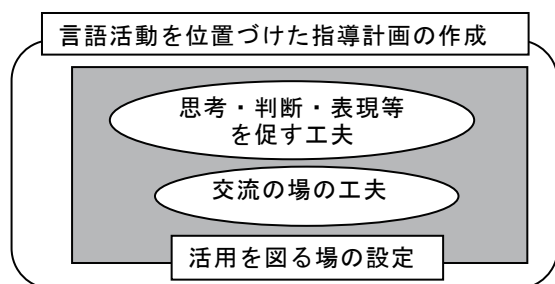 言語活動を位置づけた指導計画の作成
思考・判断・表現等
を促す工夫
交流の場の工夫
活用を図る場の設定